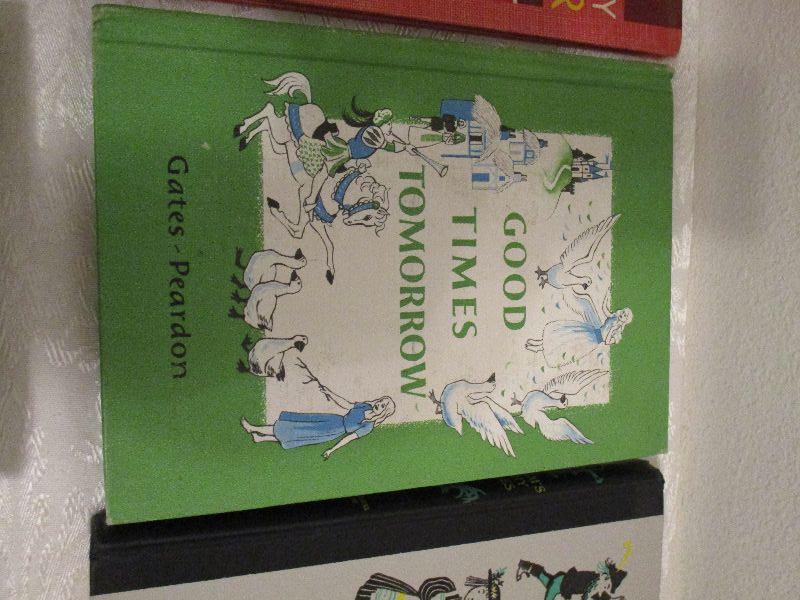 GOOD
TIMES
TOMORROW
Gates - Peardon